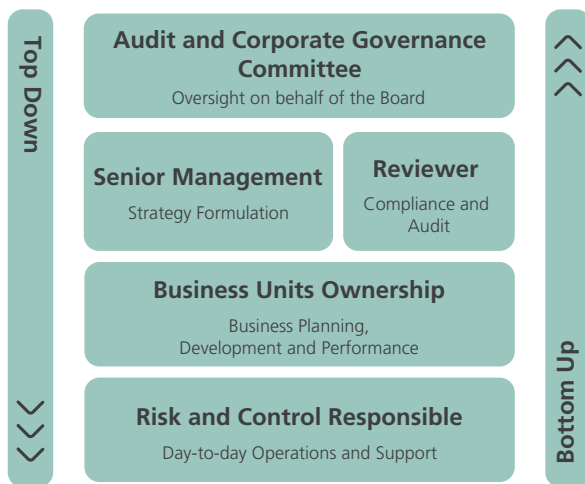 Top Down
Audit and Corporate Governance
Committee
Oversight on behalf of the Board
Senior Management
Strategy Formulation
Reviewer
Compliance and
Audit
Business Units Ownership
Business Planning,
Development and Performance
Risk and Control Responsible
Day-to-day Operations and Support
Bottom Up